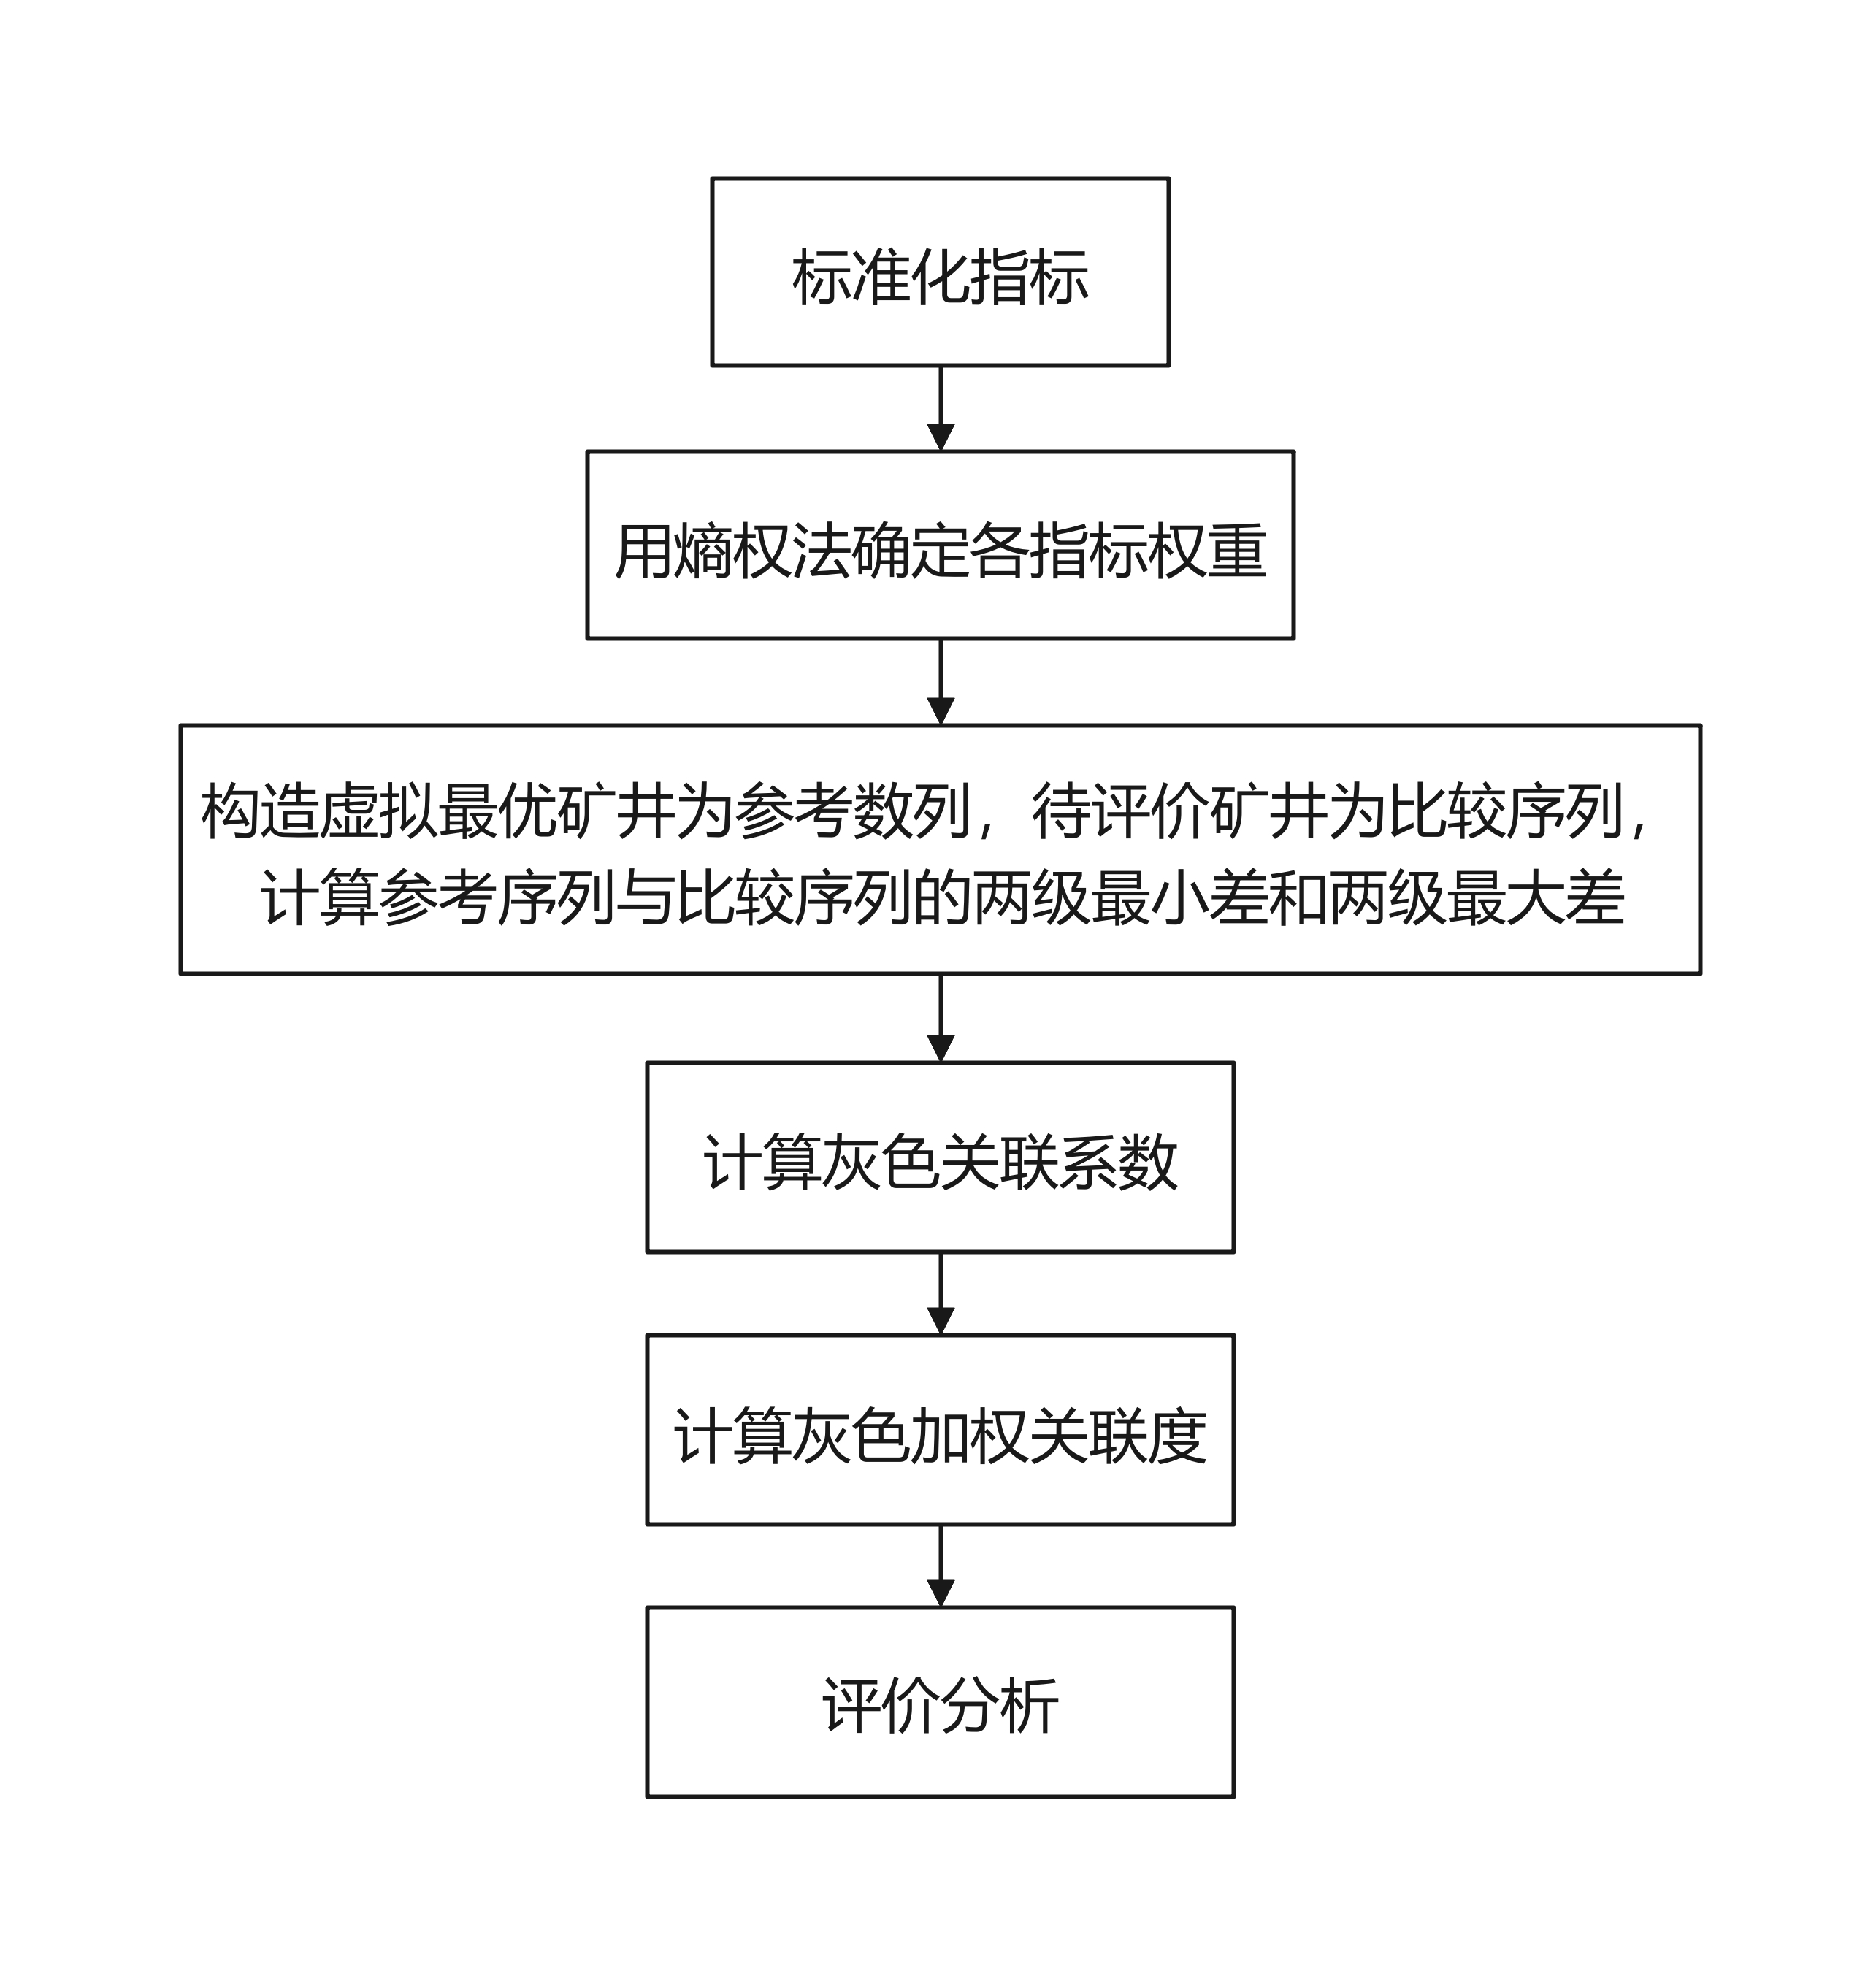 标准化指标
用熵权法确定各指标权重
构造虚拟最优矿井为参考数列，待评价矿井为比较序列，
计算参考序列与比较序列的两级最小差和两级最大差
计算灰色关联系数
计算灰色加权关联度
评价分析